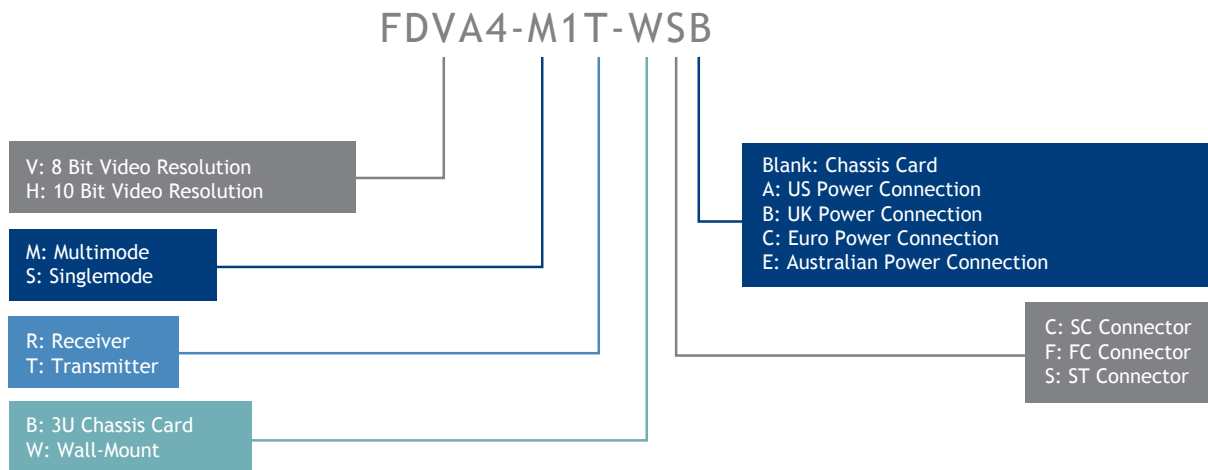 FDVA4-M1T-WSB
V: 8 Bit Video Resolution
H: 10 Bit Video Resolution
M: Multimode
S: Singlemode
R: Receiver
T: Transmitter
B: 3U Chassis Card
W: Wall-Mount
Blank: Chassis Card
A: US Power Connection
B: UK Power Connection
C: Euro Power Connection
E: Australian Power Connection
C: SC Connector
F: FC Connector
S: ST Connector